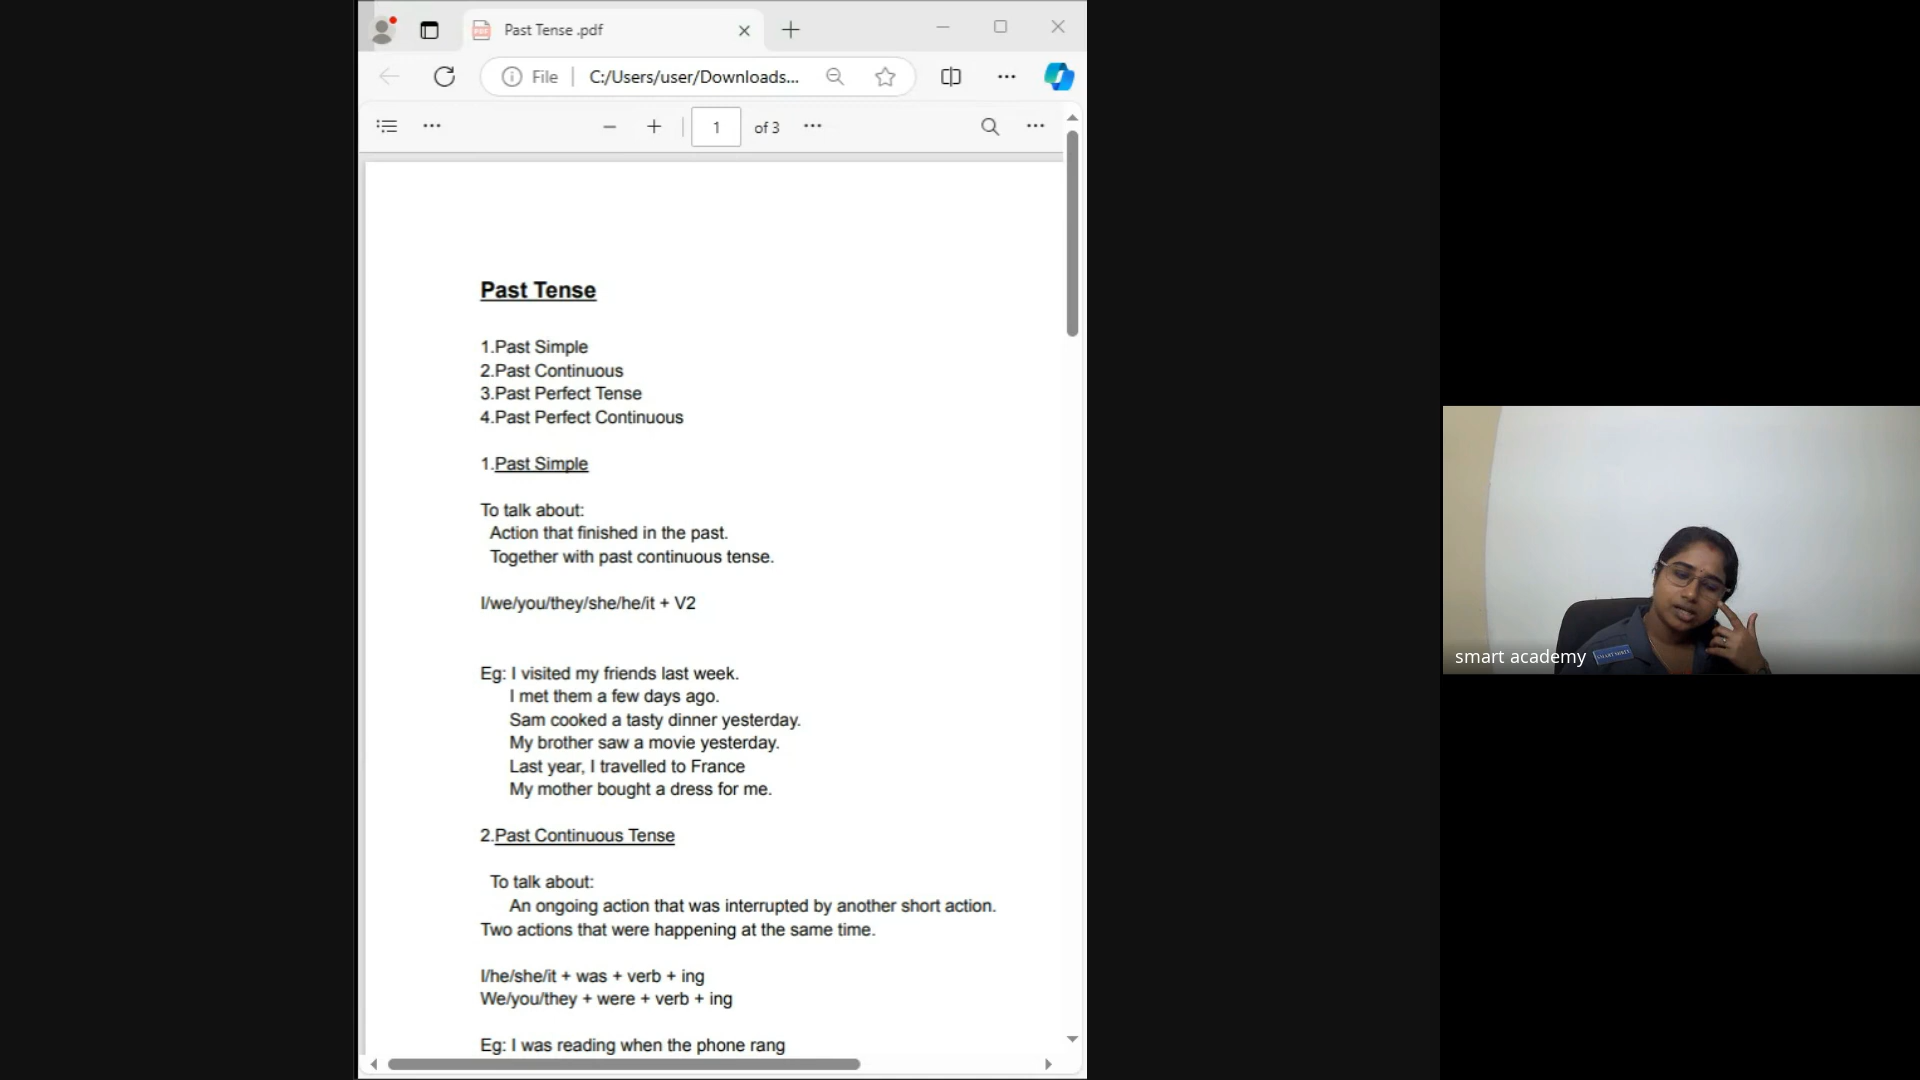 Past Tense .pdf
File
C:/Users/user/Downloads...
1 of 3
Past Tense
1.Past Simple
2.Past Continuous
3.Past Perfect Tense
4.Past Perfect Continuous
1.Past Simple
To talk about:
Action that finished in the past.
Together with past continuous tense.
I/we/you/they/she/he/it + V2
Eg: I visited my friends last week.
I met them a few days ago.
Sam cooked a tasty dinner yesterday.
My brother saw a movie yesterday.
Last year, I travelled to France
My mother bought a dress for me.
2.Past Continuous Tense
To talk about:
An ongoing action that was interrupted by another short action.
Two actions that were happening at the same time.
I/he/she/it + was + verb + ing
We/you/they + were + verb + ing
Eg: I was reading when the phone rang
smart academy